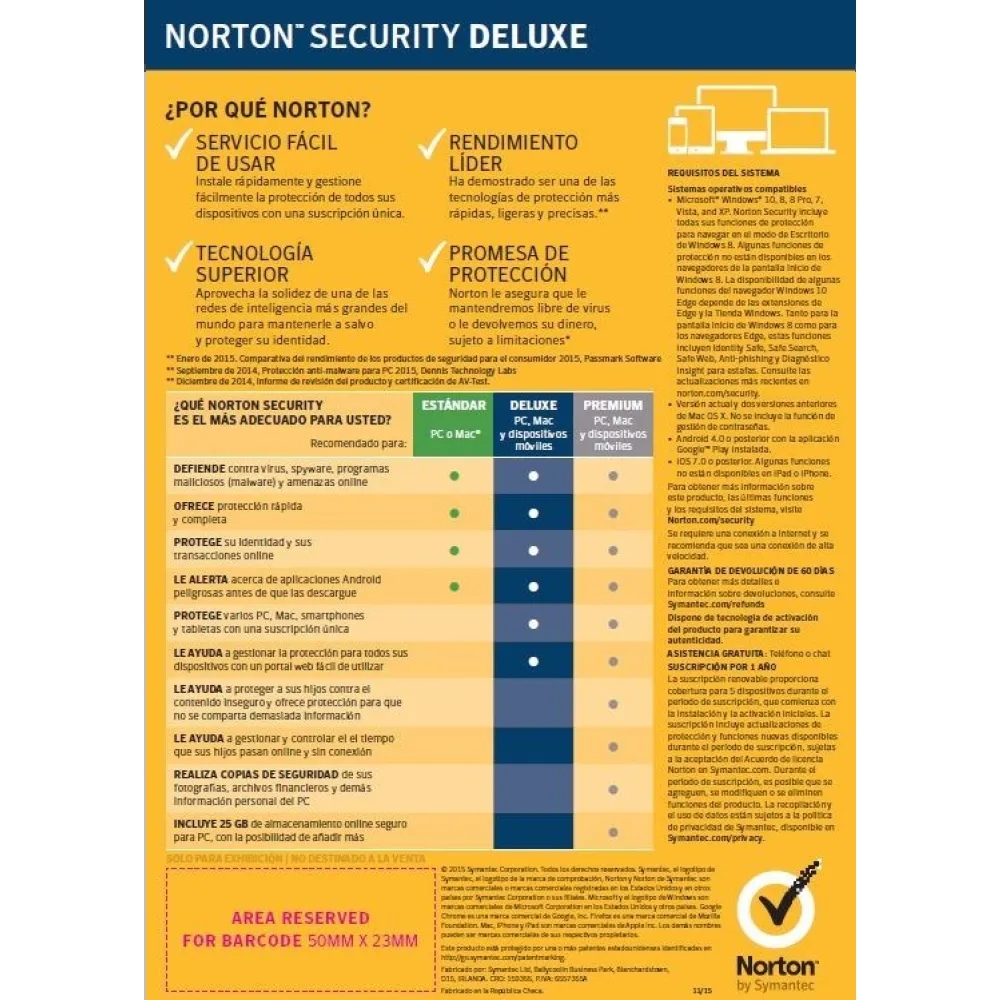 NORTON™ SECURITY DELUXE
¿POR QUÉ NORTON?
SERVICIO FÁCIL
DE USAR
Instale rápidamente y gestione
fácilmente la protección de todos sus
dispositivos con una suscripción única.
RENDIMIENTO
LÍDER
Ha demostrado ser una de las
tecnologías de protección más
rápidas, ligeras y precisas.**
TECNOLOGÍA
SUPERIOR
Aprovecha la solidez de una de las
redes de inteligencia más grandes del
mundo para mantenerle a salvo
y proteger su identidad.
PROMESA DE
PROTECCIÓN
Norton le asegura que le
mantendremos libre de virus
o le devolvemos su dinero,
sujeto a limitaciones*
** Enero de 2015. Comparativa del rendimiento de los productos de seguridad para el consumidor 2015, Passmark Software
** Septiembre de 2014, Protección anti-malware para PC 2015, Dennis Technology Labs
** Diciembre de 2014, Informe de revisión del producto y certificación de AV-Test.
¿QUÉ NORTON SECURITY
ES EL MÁS ADECUADO PARA USTED?
Recomendado para:
ESTÁNDAR
PC o Mac®
DELUXE
PC, Mac
y dispositivos
móviles
PREMIUM
PC, Mac
y dispositivos
móviles
DEFIENDE contra virus, spyware, programas
maliciosos (malware) y amenazas online
OFRECE protección rápida
y completa
PROTEGE su identidad y sus
transacciones online
LE ALERTA acerca de aplicaciones Android
peligrosas antes de que las descargue
PROTEGE varios PC, Mac, smartphones
y tabletas con una suscripción única
LE AYUDA a gestionar la protección para todos sus
dispositivos con un portal web fácil de utilizar
LE AYUDA a proteger a sus hijos contra el
contenido inseguro y ofrece protección para que
no se comparta demasiada información
LE AYUDA a gestionar y controlar el el tiempo
que sus hijos pasan online y sin conexión
REALIZA COPIAS DE SEGURIDAD de sus
fotografías, archivos financieros y demás
información personal del PC
INCLUYE 25 GB de almacenamiento online seguro
para PC, con la posibilidad de añadir más
REQUISITOS DEL SISTEMA
Sistemas operativos compatibles
• Microsoft® Windows® 10, 8, 8 Pro, 7,
Vista, and XP. Norton Security incluye
todas sus funciones de protección
para navegar en el modo de Escritorio
de Windows 8. Algunas funciones de
protección no están disponibles en los
navegadores de la pantalla Inicio de
Windows 8. La disponibilidad de algunas
funciones del navegador Windows 10
Edge depende de las extensiones de
Edge y la Tienda Windows. Tanto para la
pantalla Inicio de Windows 8 como para
los navegadores Edge, estas funciones
incluyen Identity Safe, Safe Search,
Safe Web, Anti-phishing y Diagnóstico
Insight para estafas. Consulte las
actualizaciones más recientes en
norton.com/security.
• Versión actual y dos versiones anteriores
de Mac OS X. No se incluye la función de
gestión de contraseñas.
• Android 4.0 o posterior con la aplicación
Google™ Play instalada.
• iOS 7.0 o posterior. Algunas funciones
no están disponibles en iPad o iPhone.
Para obtener más información sobre
este producto, las últimas funciones
y los requisitos del sistema, visite
Norton.com/security
Se requiere una conexión a Internet y se
recomienda que sea una conexión de alta
velocidad.
GARANTÍA DE DEVOLUCIÓN DE 60 DÍAS
Para obtener más detalles e
información sobre devoluciones, consulte
Symantec.com/refunds
Dispone de tecnología de activación
del producto para garantizar su
autenticidad.
ASISTENCIA GRATUITA: Teléfono o chat
SUSCRIPCIÓN POR 1 AÑO
La suscripción renovable proporciona
cobertura para 5 dispositivos durante el
período de suscripción, que comienza con
la instalación y la activación iniciales. La
suscripción incluye actualizaciones de
protección y funciones nuevas disponibles
durante el período de suscripción, sujetas
a la aceptación del Acuerdo de licencia
Norton en Symantec.com. Durante el
período de suscripción, es posible que se
agreguen, se modifiquen o se eliminen
funciones del producto. La recopilación y
el uso de datos están sujetos a la política
de privacidad de Symantec, disponible en
Symantec.com/privacy.
SOLO PARA EXHIBICIÓN | NO DESTINADO A LA VENTA
AREA RESERVED
FOR BARCODE 50MM X 23MM
© 2015 Symantec Corporation. Todos los derechos reservados. Symantec, el logotipo de
Symantec, el logotipo de la marca de comprobación, Norton y Norton de Symantec son
marcas comerciales o marcas comerciales registradas en los Estados Unidos y en otros
países por Symantec Corporation o sus filiales. Microsoft y el logotipo de Windows son
marcas comerciales de Microsoft Corporation en los Estados Unidos y otros países. Google
Chrome es una marca comercial de Google, Inc. Firefox es una marca comercial de Mozilla
Foundation. Mac, iPhone y iPad son marcas comerciales de Apple Inc. Los demás nombres
pueden ser marcas comerciales de sus respectivos propietarios.
Este producto está protegido por una o más patentes estadounidenses identificadas en:
http://go.symantec.com/patentmarking.
Fabricado por: Symantec Ltd, Ballycoolin Business Park, Blanchardstown,
D15, IRLANDA.
Fabricado en la República Checa.
11/15
Norton™
by Symantec